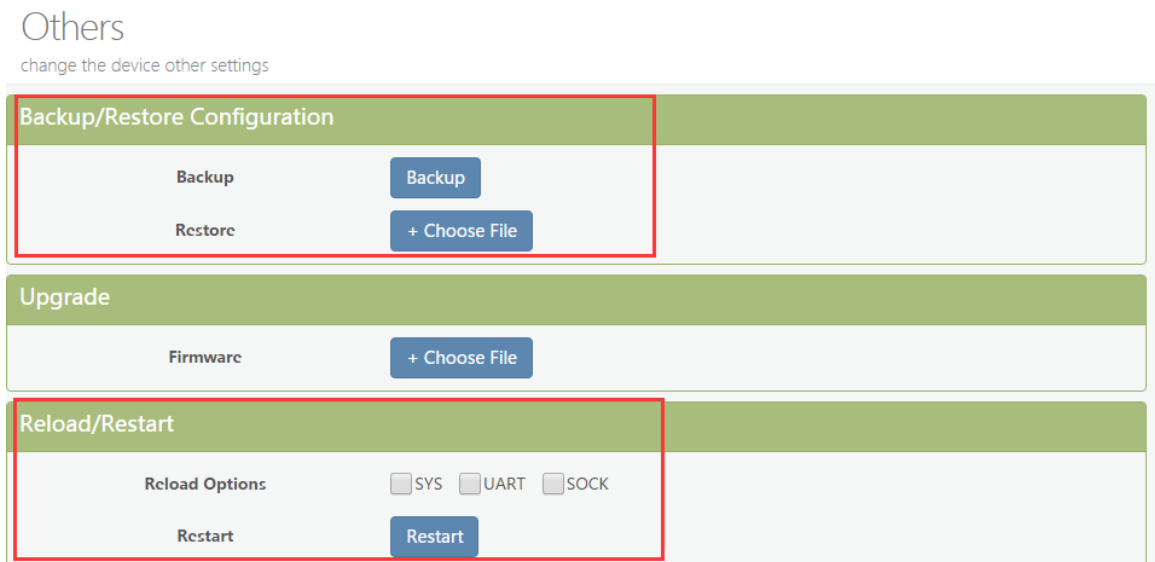 Others
change the device other settings
Backup/Restore Configuration
Backup Backup
Restore + Choose File
Upgrade
Firmware + Choose File
Reload/Restart
Reload Options SYS UART SOCK
Restart Restart